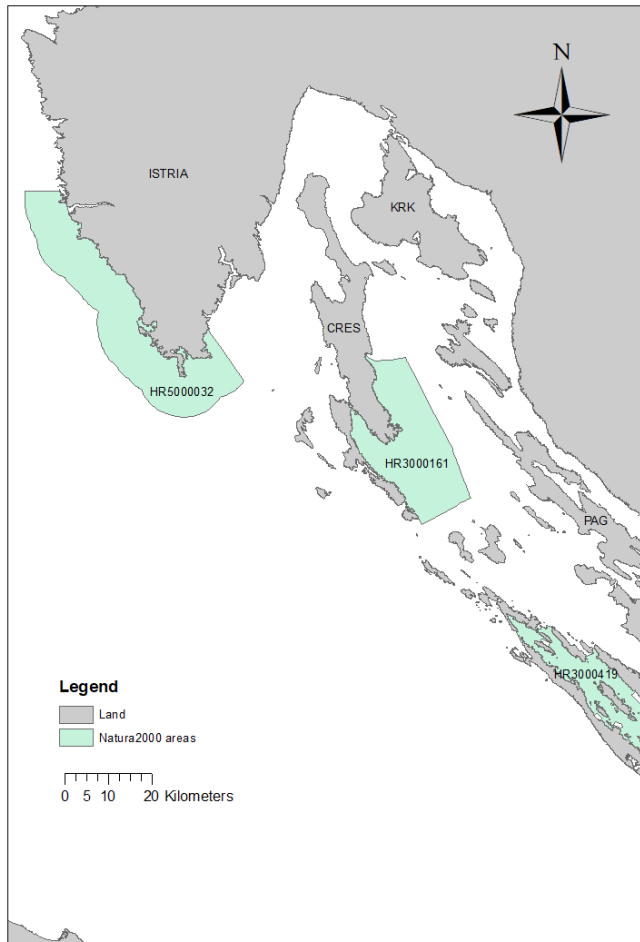 N
ISTRIA
KRK
CRES
HR5000032
HR3000161
PAG
HR3000419
Legend
Land
Natura2000 areas
0 5 10 20 Kilometers